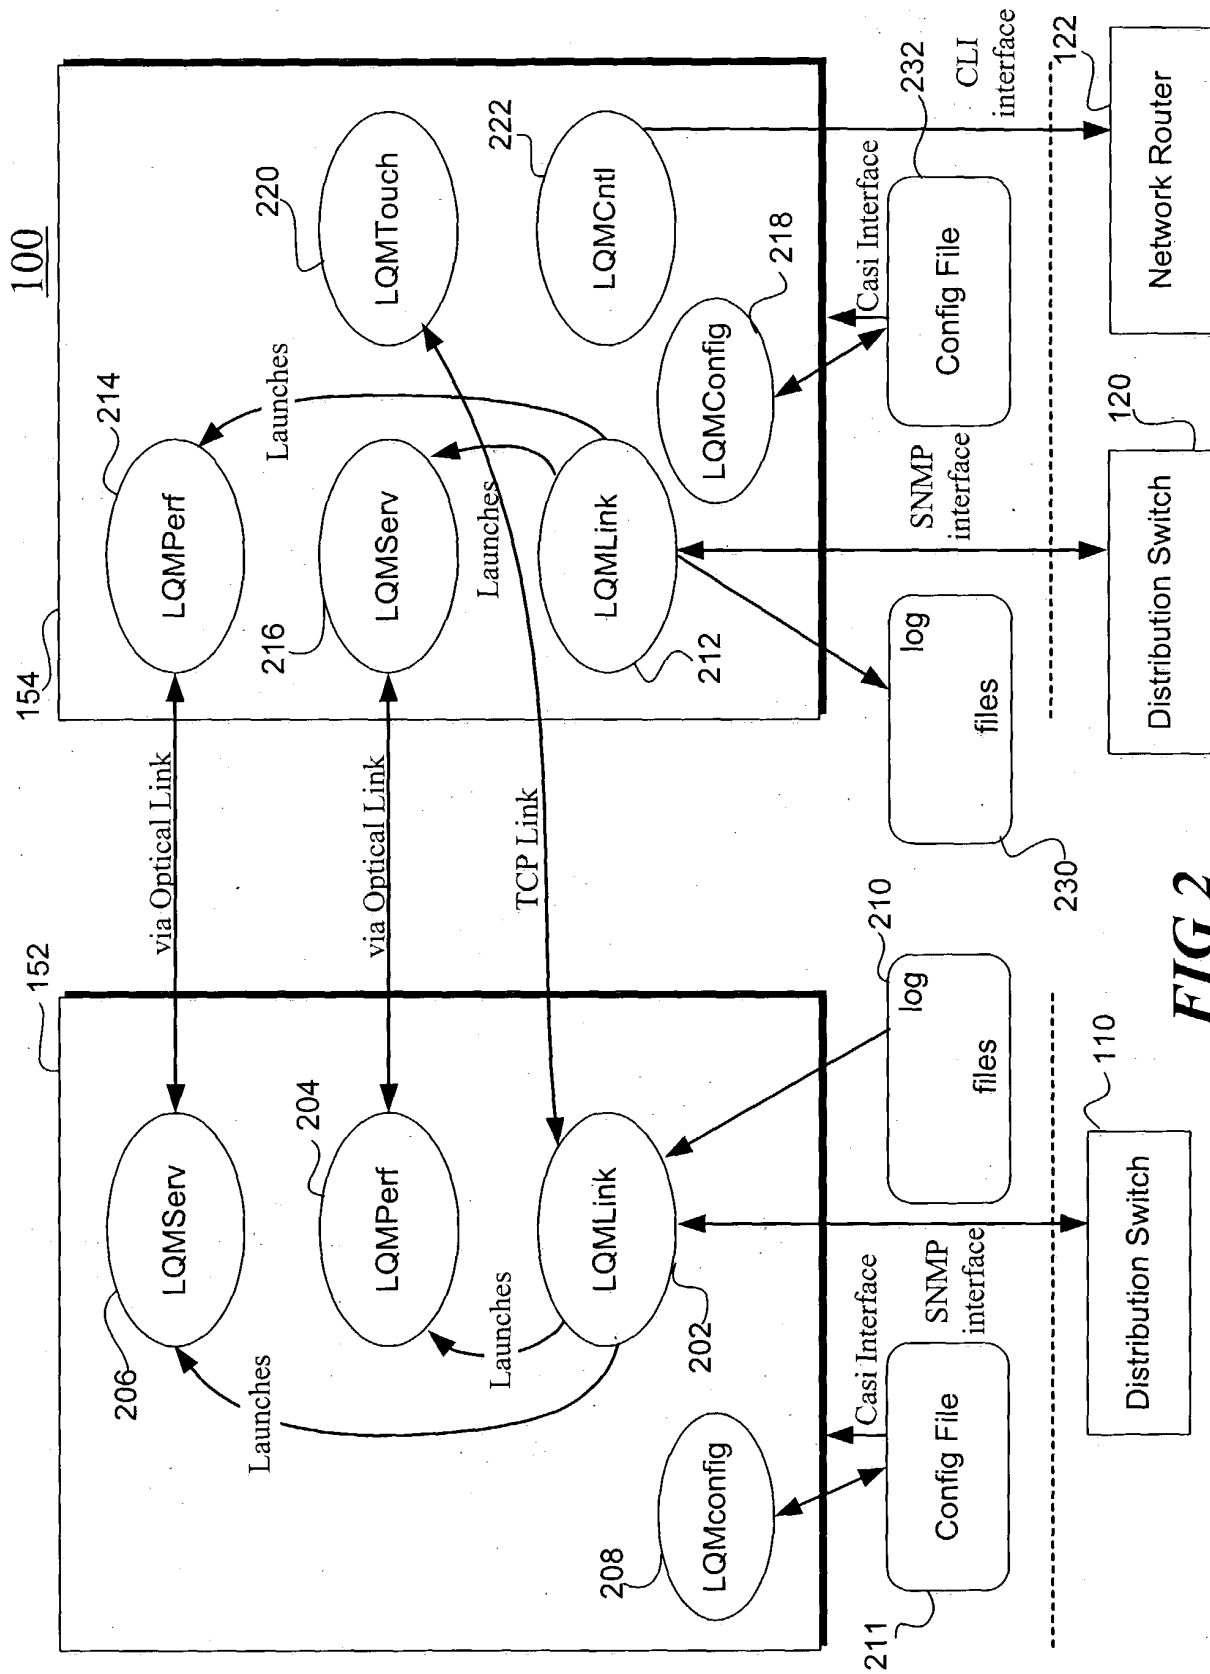 100
152
154
LQMServ
206
LQMPerf
204
LQMLink
202
LQMconfig
208
Launches
Launches
via Optical Link
via Optical Link
TCP Link
LQMPerf
214
LQMServ
216
LQMLink
212
Launches
Launches
LQMTouch
220
LQMCntl
222
LQMConfig
218
Config File
211
Casi Interface
SNMP
interface
log
files
210
log
files
230
SNMP
interface
Config File
232
Casi Interface
CLI
interface
Distribution Switch
110
Distribution Switch
120
Network Router
122
FIG 2